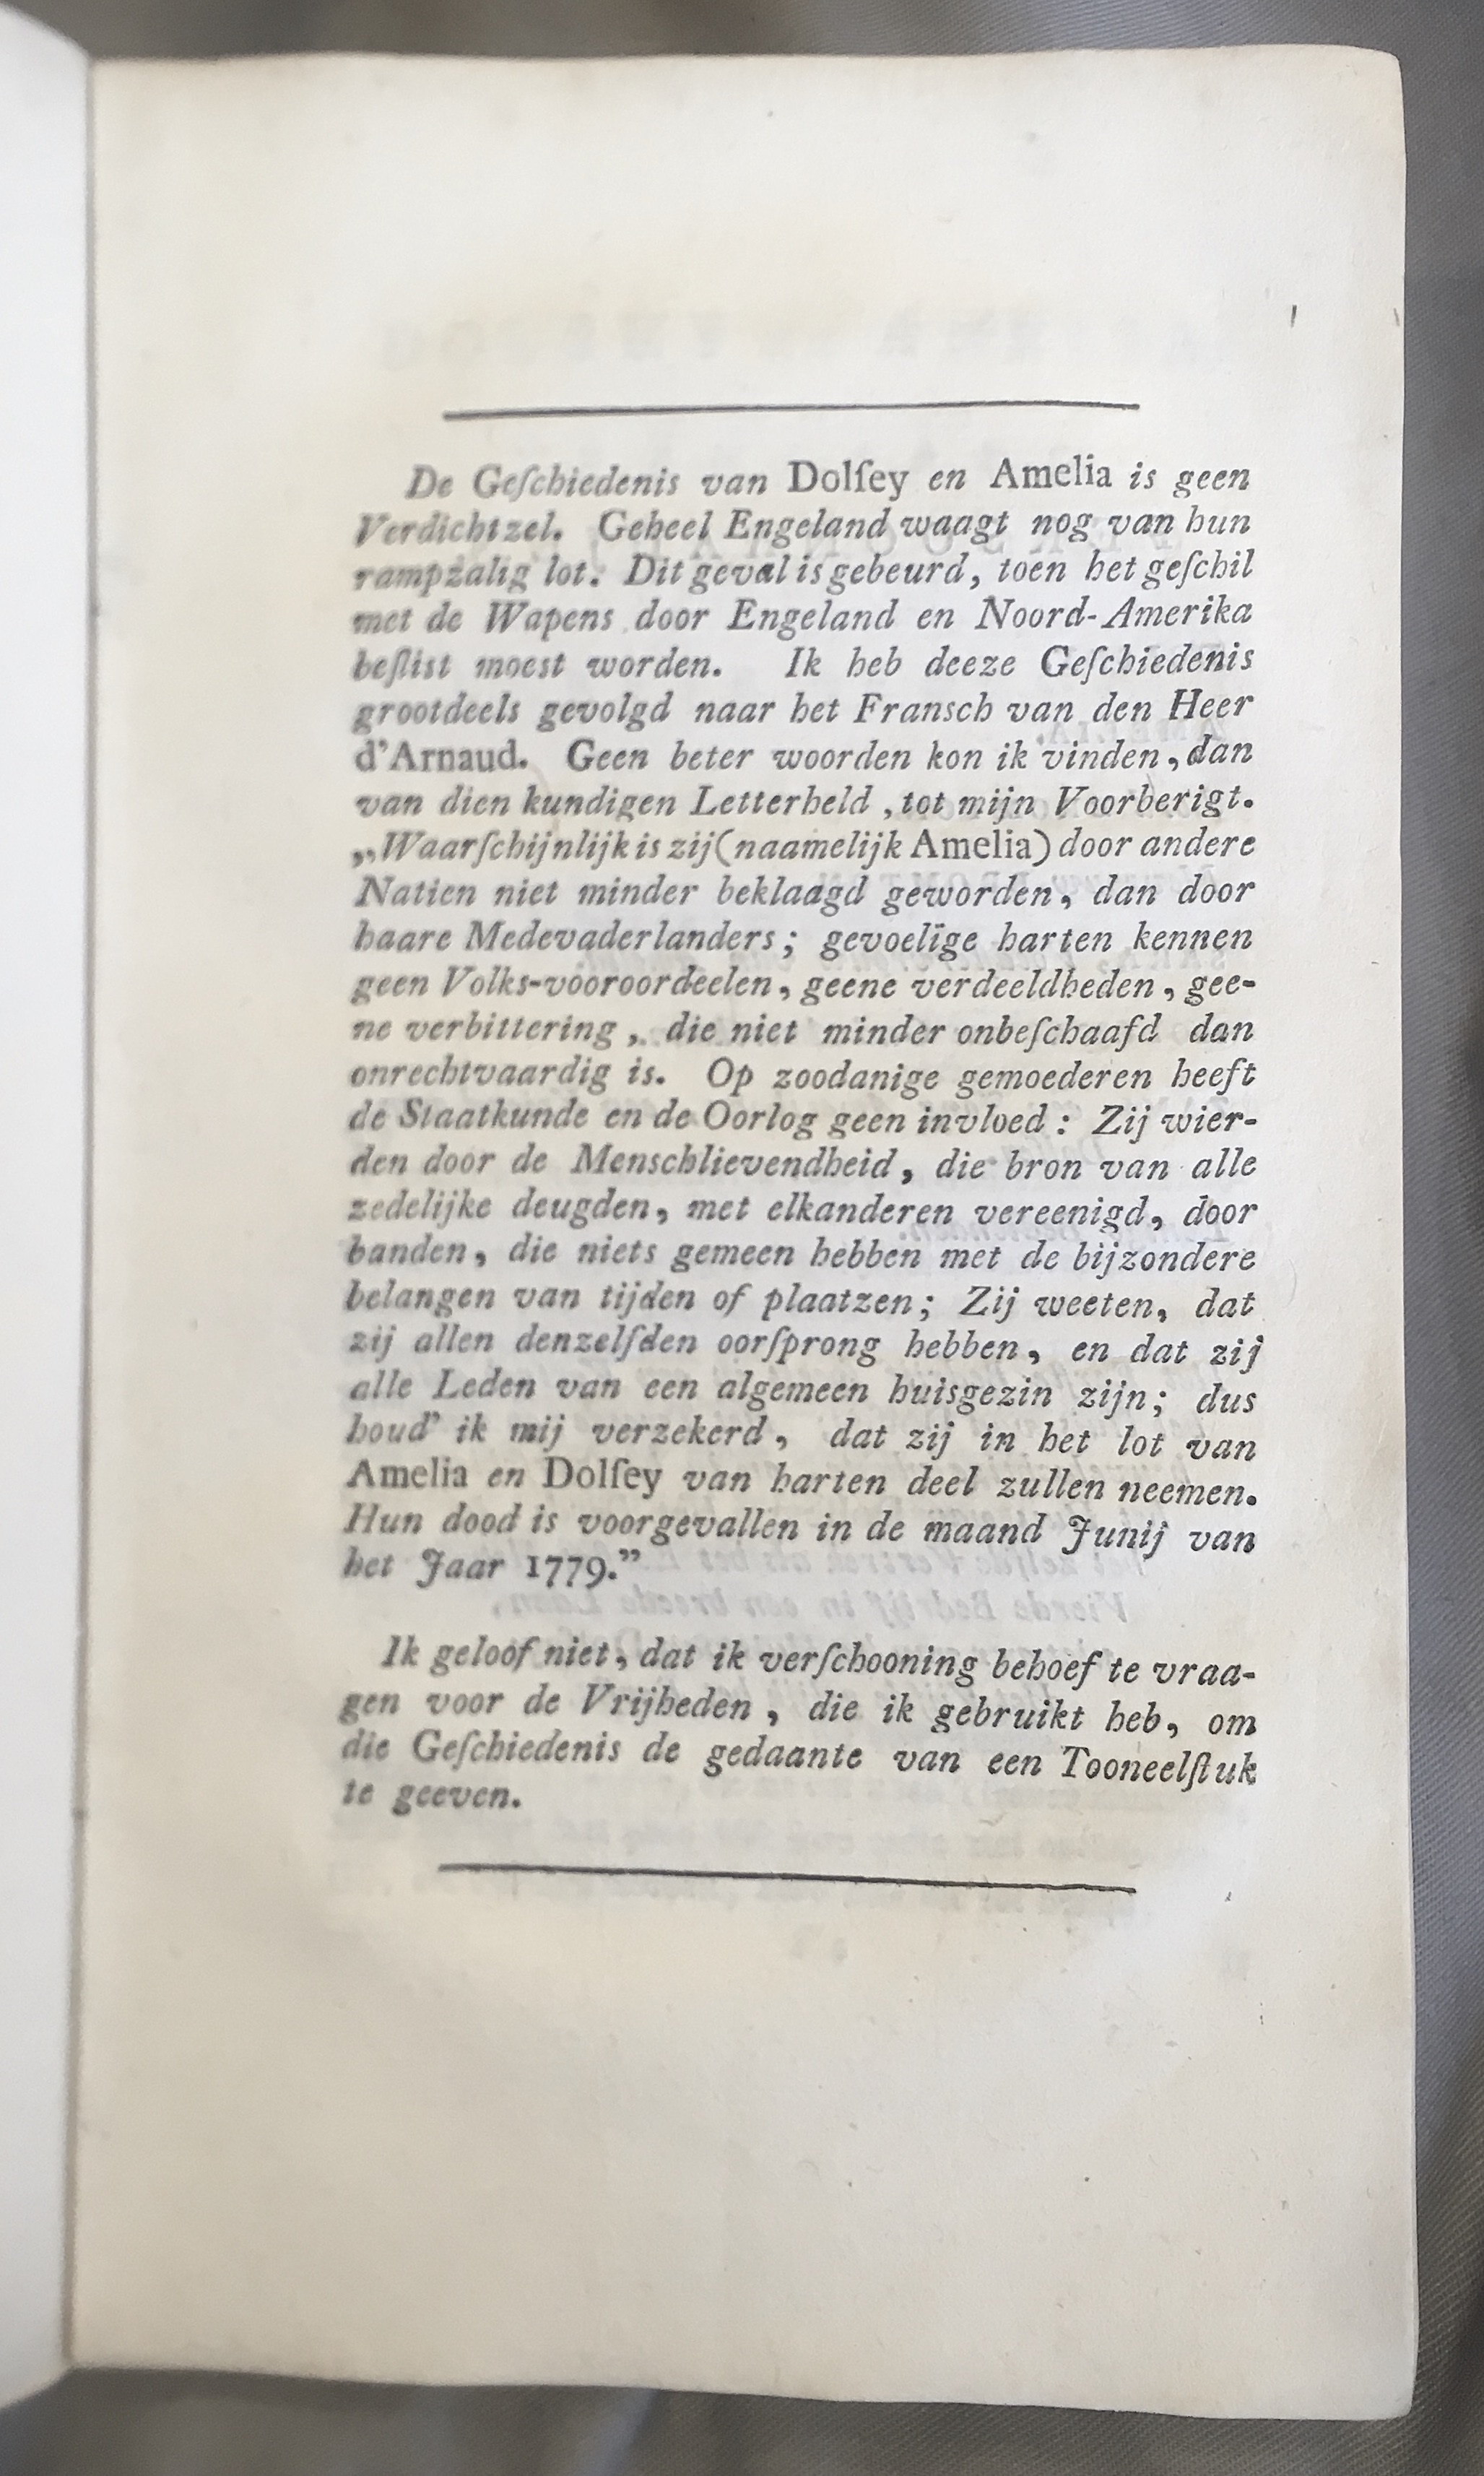 De Geſchiedenis van Dolſey en Amelia is geen
Verdichtzel. Geheel Engeland waagt nog van hun
rampzalig lot. Dit geval is gebeurd, toen het geſchil
met de Wapens door Engeland en Noord-Amerika
beſlist moest worden. Ik heb deeze Geſchiedenis
grootdeels gevolgd naar het Fransch van den Heer
d'Arnaud. Geen beter woorden kon ik vinden, dan
van dien kundigen Letterheld, tot mijn Voorberigt.
„Waarſchijnlijk is zij (naamelijk Amelia) door andere
Natien niet minder beklaagd geworden, dan door
haare Medevaderlanders; gevoelïge harten kennen
geen Volks-vooroordeelen, geene verdeeldheden, gee-
ne verbittering, die niet minder onbeſchaafd dan
onrechtvaardig is. Op zoodanige gemoederen heeft
de Staatkunde en de Oorlog geen invloed: Zij wier-
den door de Menschlievendheid, die bron van alle
zedelijke deugden, met elkanderen vereenigd, door
banden, die niets gemeen hebben met de bijzondere
belangen van tijden of plaatzen; Zij weeten, dat
zij allen denzelfden oorſprong hebben, en dat zij
alle Leden van een algemeen huisgezin zijn; dus
houd' ik mij verzekerd, dat zij in het lot van
Amelia en Dolſey van harten deel zullen neemen.
Hun dood is voorgevallen in de maand Junij van
het Jaar 1779.”
Ik geloof niet, dat ik verſchooning behoef te vraa-
gen voor de Vrijheden, die ik gebruikt heb, om
die Geſchiedenis de gedaante van een Tooneelſtuk
te geeven.